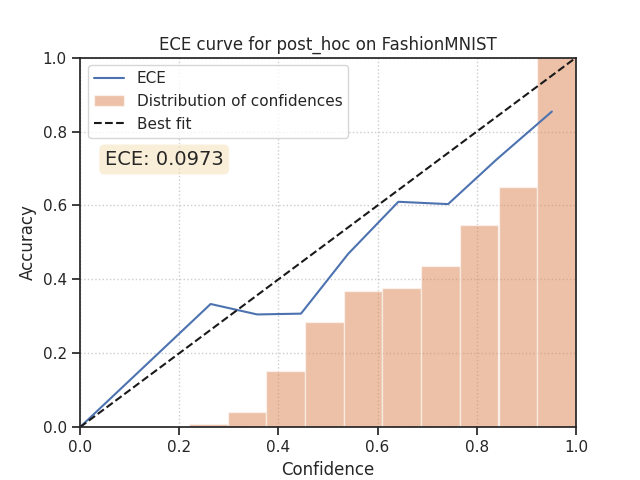 ECE curve for post_hoc on FashionMNIST
1.0
0.8
0.6
0.4
0.2
0.0
Accuracy
ECE
Distribution of confidences
Best fit
ECE: 0.0973
0.0 0.2 0.4 0.6 0.8 1.0
Confidence